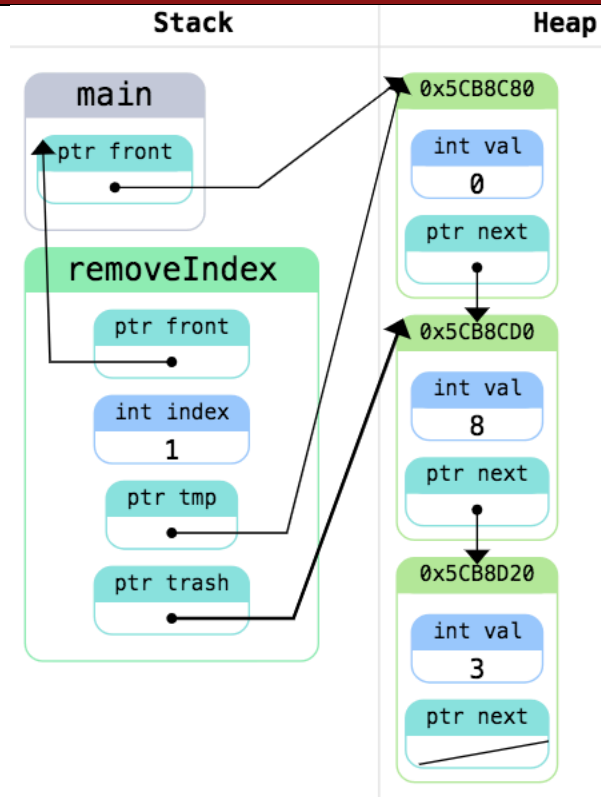 Stack
Heap
main
ptr front
removeIndex
ptr front
int index
1
ptr tmp
ptr trash
0x5CB8C80
int val
0
ptr next
0x5CB8CD0
int val
8
ptr next
0x5CB8D20
int val
3
ptr next